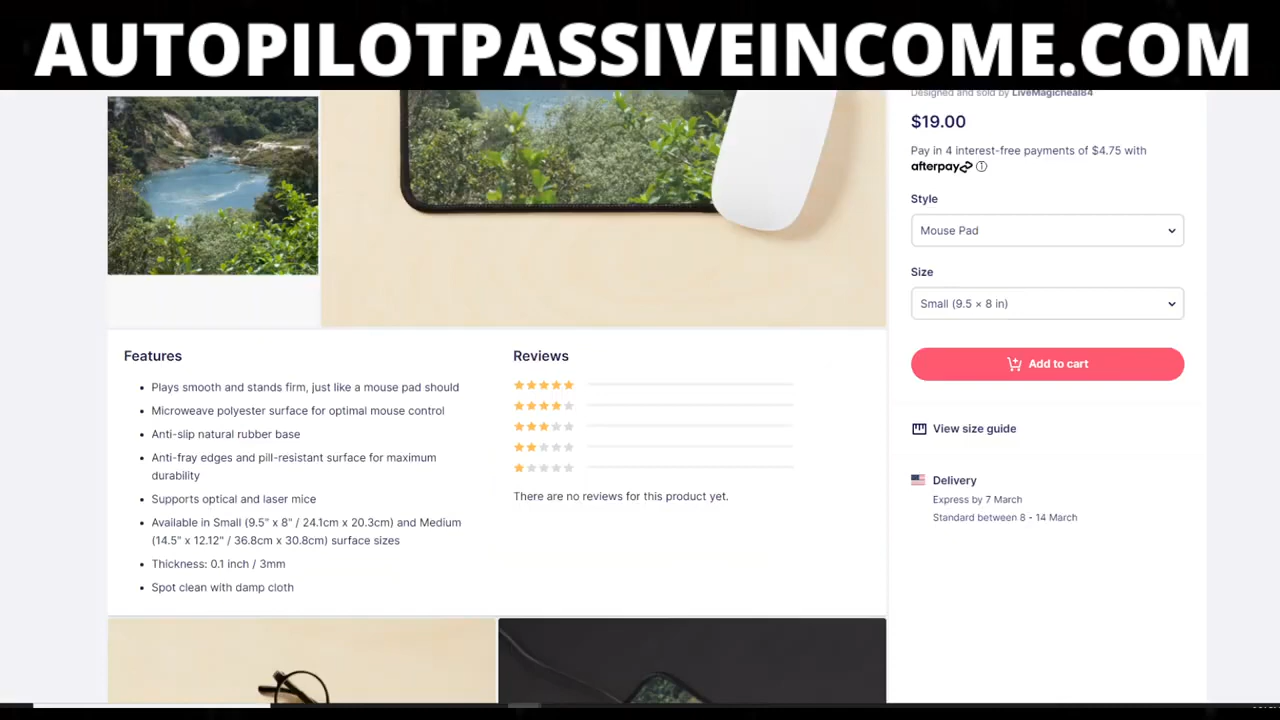 AUTOPILOTPASSIVEINCOME.COM
Designed and sold by LiveMagicheal84
$19.00
Pay in 4 interest-free payments of $4.75 with
afterpay
Style
Mouse Pad
Size
Small (9.5 × 8 in)
Add to cart
View size guide
Delivery
Express by 7 March
Standard between 8 - 14 March
Features
Plays smooth and stands firm, just like a mouse pad should
Microweave polyester surface for optimal mouse control
Anti-slip natural rubber base
Anti-fray edges and pill-resistant surface for maximum
durability
Supports optical and laser mice
Available in Small (9.5" x 8" / 24.1cm x 20.3cm) and Medium
(14.5" x 12.12" / 36.8cm x 30.8cm) surface sizes
Thickness: 0.1 inch / 3mm
Spot clean with damp cloth
Reviews
There are no reviews for this product yet.